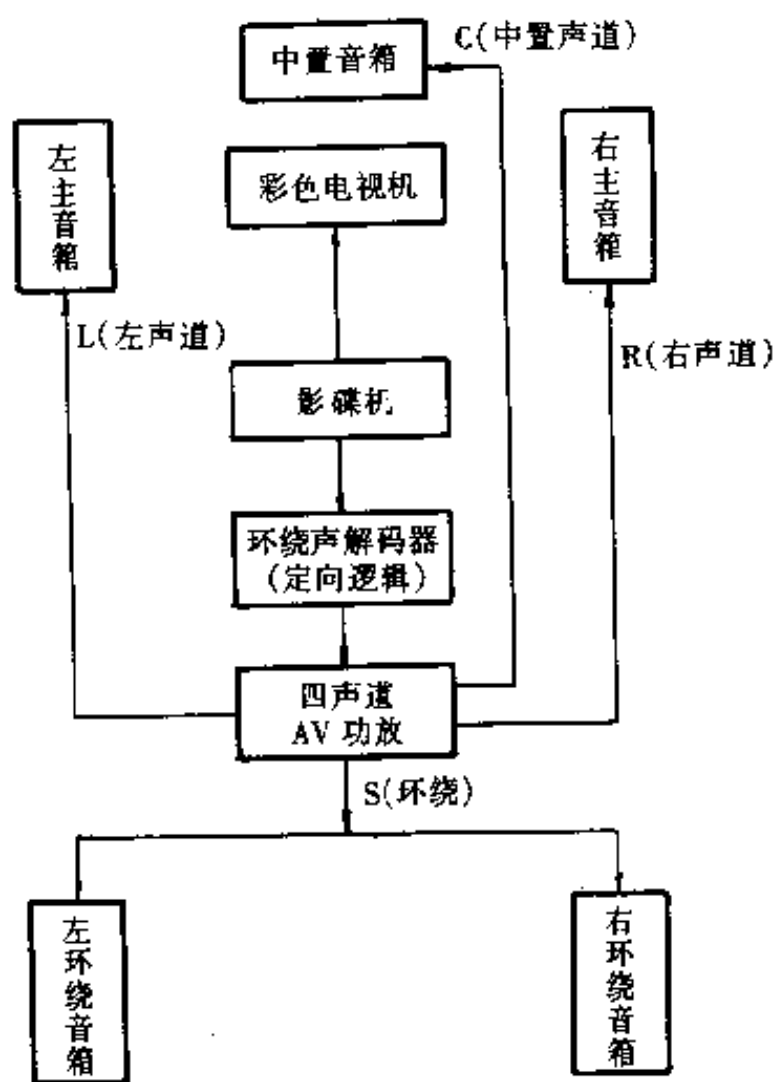 C(中置声道)
中置音箱
左主音箱
彩色电视机
右主音箱
L(左声道)
R(右声道)
影碟机
环绕声解码器
(定向逻辑)
四声道
AV 功放
S(环绕)
左环绕音箱
右环绕音箱